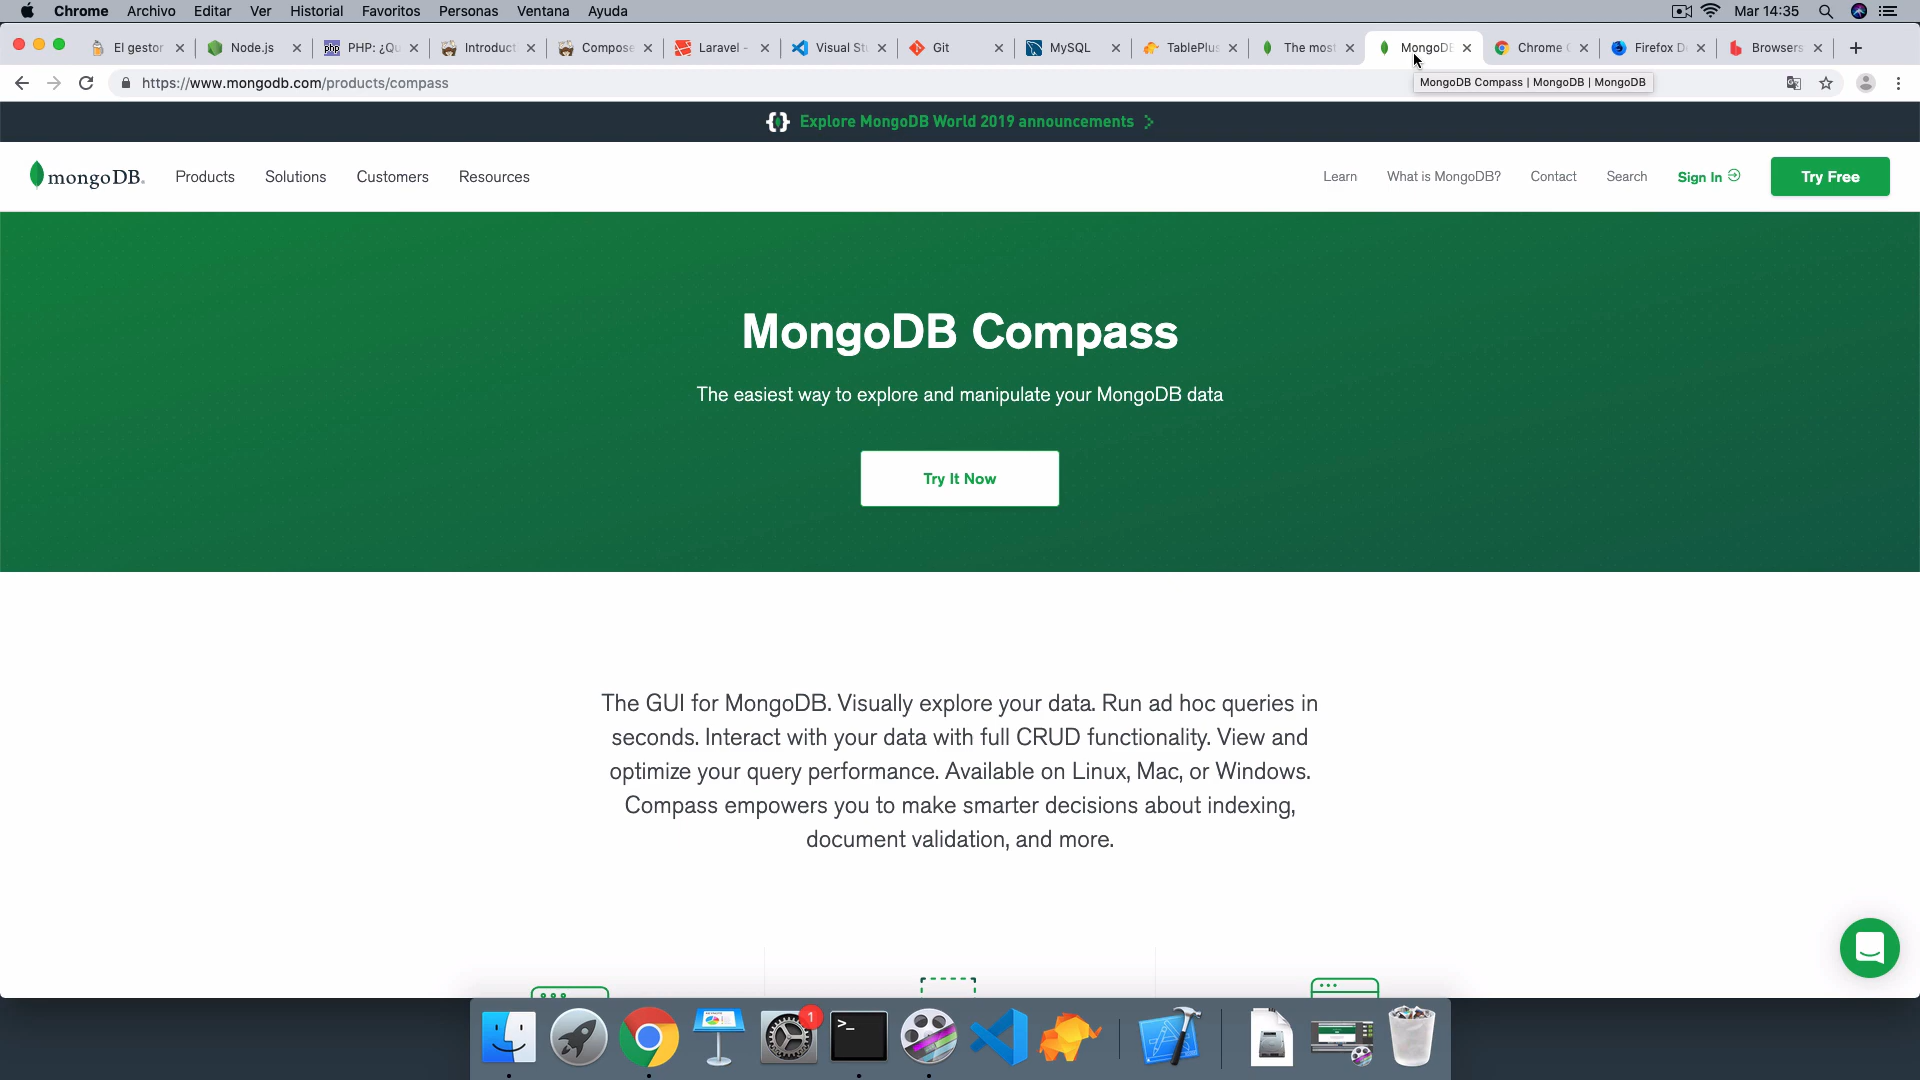 Chrome Archivo Editar Ver Historial Favoritos Personas Ventana Ayuda Mar 14:35
El gestor Node.js PHP: ¿Qu Introduct Compose Laravel - Visual Stu Git MySQL TablePlus The most MongoDB Chrome Firefox D Browsers
https://www.mongodb.com/products/compass
MongoDB Compass | MongoDB | MongoDB
Explore MongoDB World 2019 announcements
mongoDB. Products Solutions Customers Resources Learn What is MongoDB? Contact Search Sign In Try Free
MongoDB Compass
The easiest way to explore and manipulate your MongoDB data
Try It Now
The GUI for MongoDB. Visually explore your data. Run ad hoc queries in
seconds. Interact with your data with full CRUD functionality. View and
optimize your query performance. Available on Linux, Mac, or Windows.
Compass empowers you to make smarter decisions about indexing,
document validation, and more.
1
>_